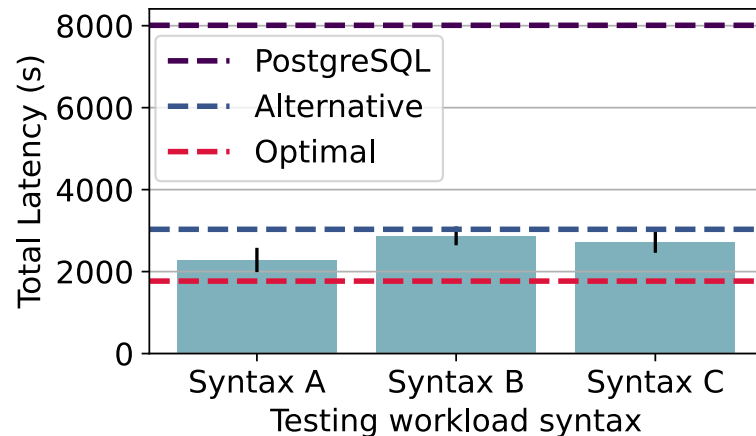 Total Latency (s)
8000
6000
4000
2000
0
PostgreSQL
Alternative
Optimal
Syntax A
Syntax B
Syntax C
Testing workload syntax